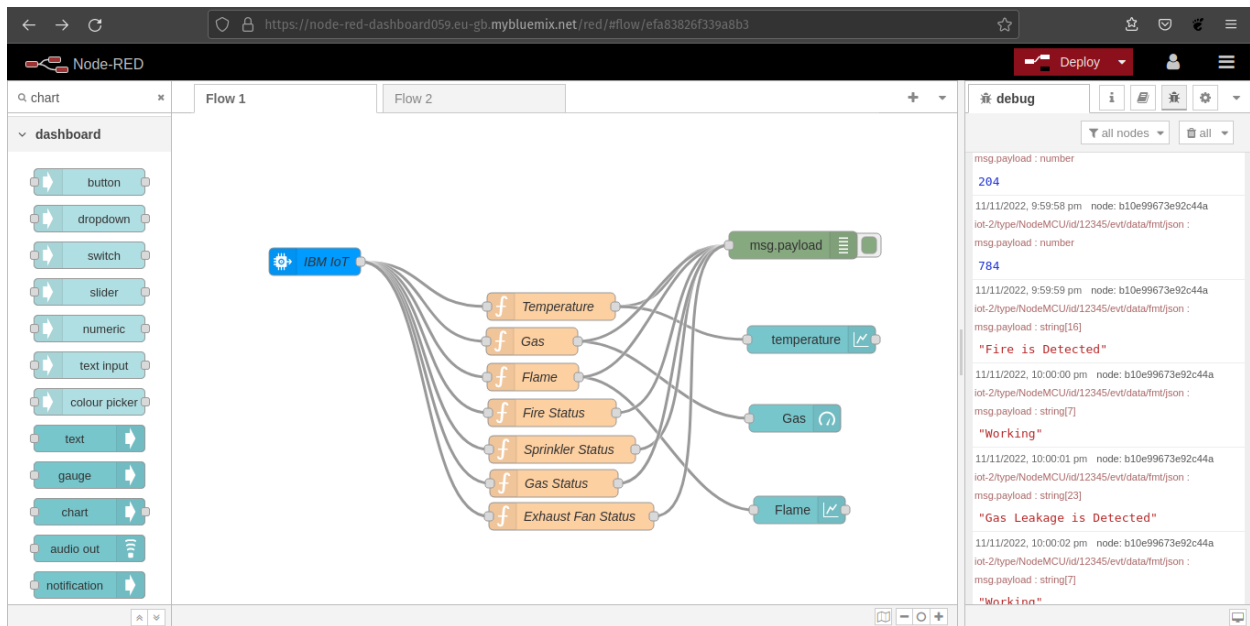 https://node-red-dashboard059.eu-gb.mybluemix.net/red/#flow/efa83826f339a8b3
Node-RED
Deploy
chart
Flow 1
Flow 2
debug
i
dashboard
all nodes
all
button
dropdown
switch
slider
numeric
text input
colour picker
text
gauge
chart
audio out
notification
IBM IoT
Temperature
Gas
Flame
Fire Status
Sprinkler Status
Gas Status
Exhaust Fan Status
msg.payload
temperature
Gas
Flame
msg.payload : number
204
11/11/2022, 9:59:58 pm node: b10e99673e92c44a
iot-2/type/NodeMCU/id/12345/evt/data/fmt/json :
msg.payload : number
784
11/11/2022, 9:59:59 pm node: b10e99673e92c44a
iot-2/type/NodeMCU/id/12345/evt/data/fmt/json :
msg.payload : string[16]
"Fire is Detected"
11/11/2022, 10:00:00 pm node: b10e99673e92c44a
iot-2/type/NodeMCU/id/12345/evt/data/fmt/json :
msg.payload : string[7]
"Working"
11/11/2022, 10:00:01 pm node: b10e99673e92c44a
iot-2/type/NodeMCU/id/12345/evt/data/fmt/json :
msg.payload : string[23]
"Gas Leakage is Detected"
11/11/2022, 10:00:02 pm node: b10e99673e92c44a
iot-2/type/NodeMCU/id/12345/evt/data/fmt/json :
msg.payload : string[7]
"Working"